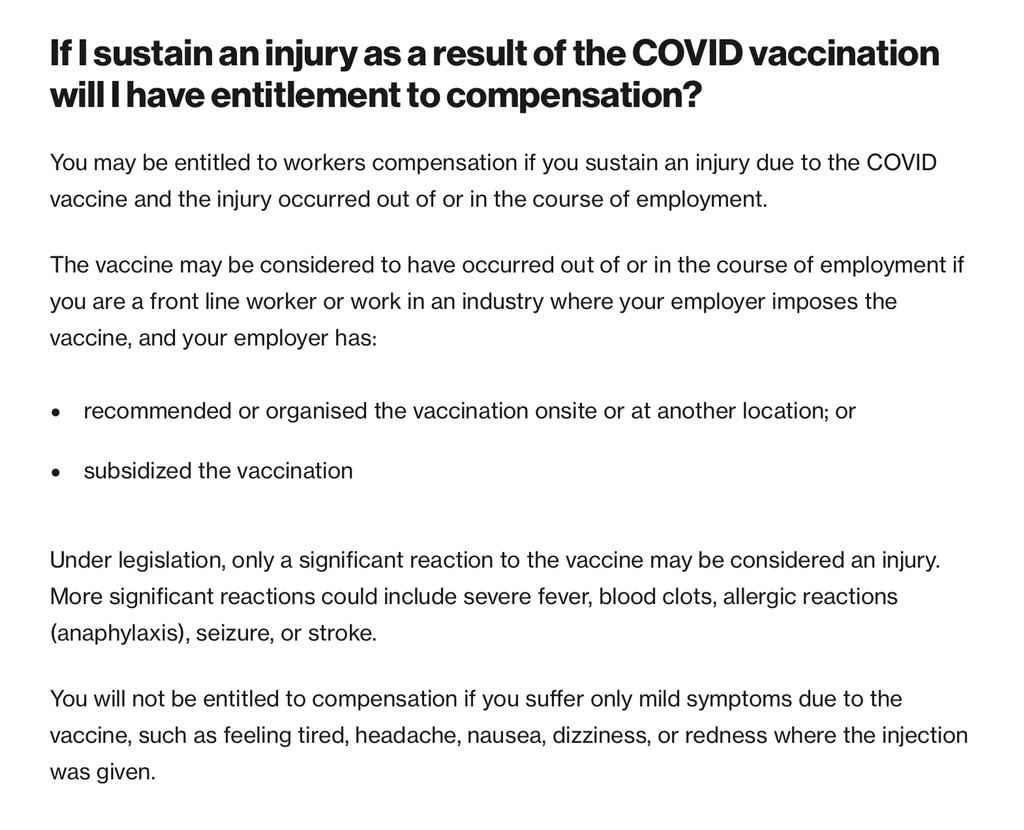 If I sustain an injury as a result of the COVID vaccination
will I have entitlement to compensation?
You may be entitled to workers compensation if you sustain an injury due to the COVID
vaccine and the injury occurred out of or in the course of employment.
The vaccine may be considered to have occurred out of or in the course of employment if
you are a front line worker or work in an industry where your employer imposes the
vaccine, and your employer has:
• recommended or organised the vaccination onsite or at another location; or
• subsidized the vaccination
Under legislation, only a significant reaction to the vaccine may be considered an injury.
More significant reactions could include severe fever, blood clots, allergic reactions
(anaphylaxis), seizure, or stroke.
You will not be entitled to compensation if you suffer only mild symptoms due to the
vaccine, such as feeling tired, headache, nausea, dizziness, or redness where the injection
was given.